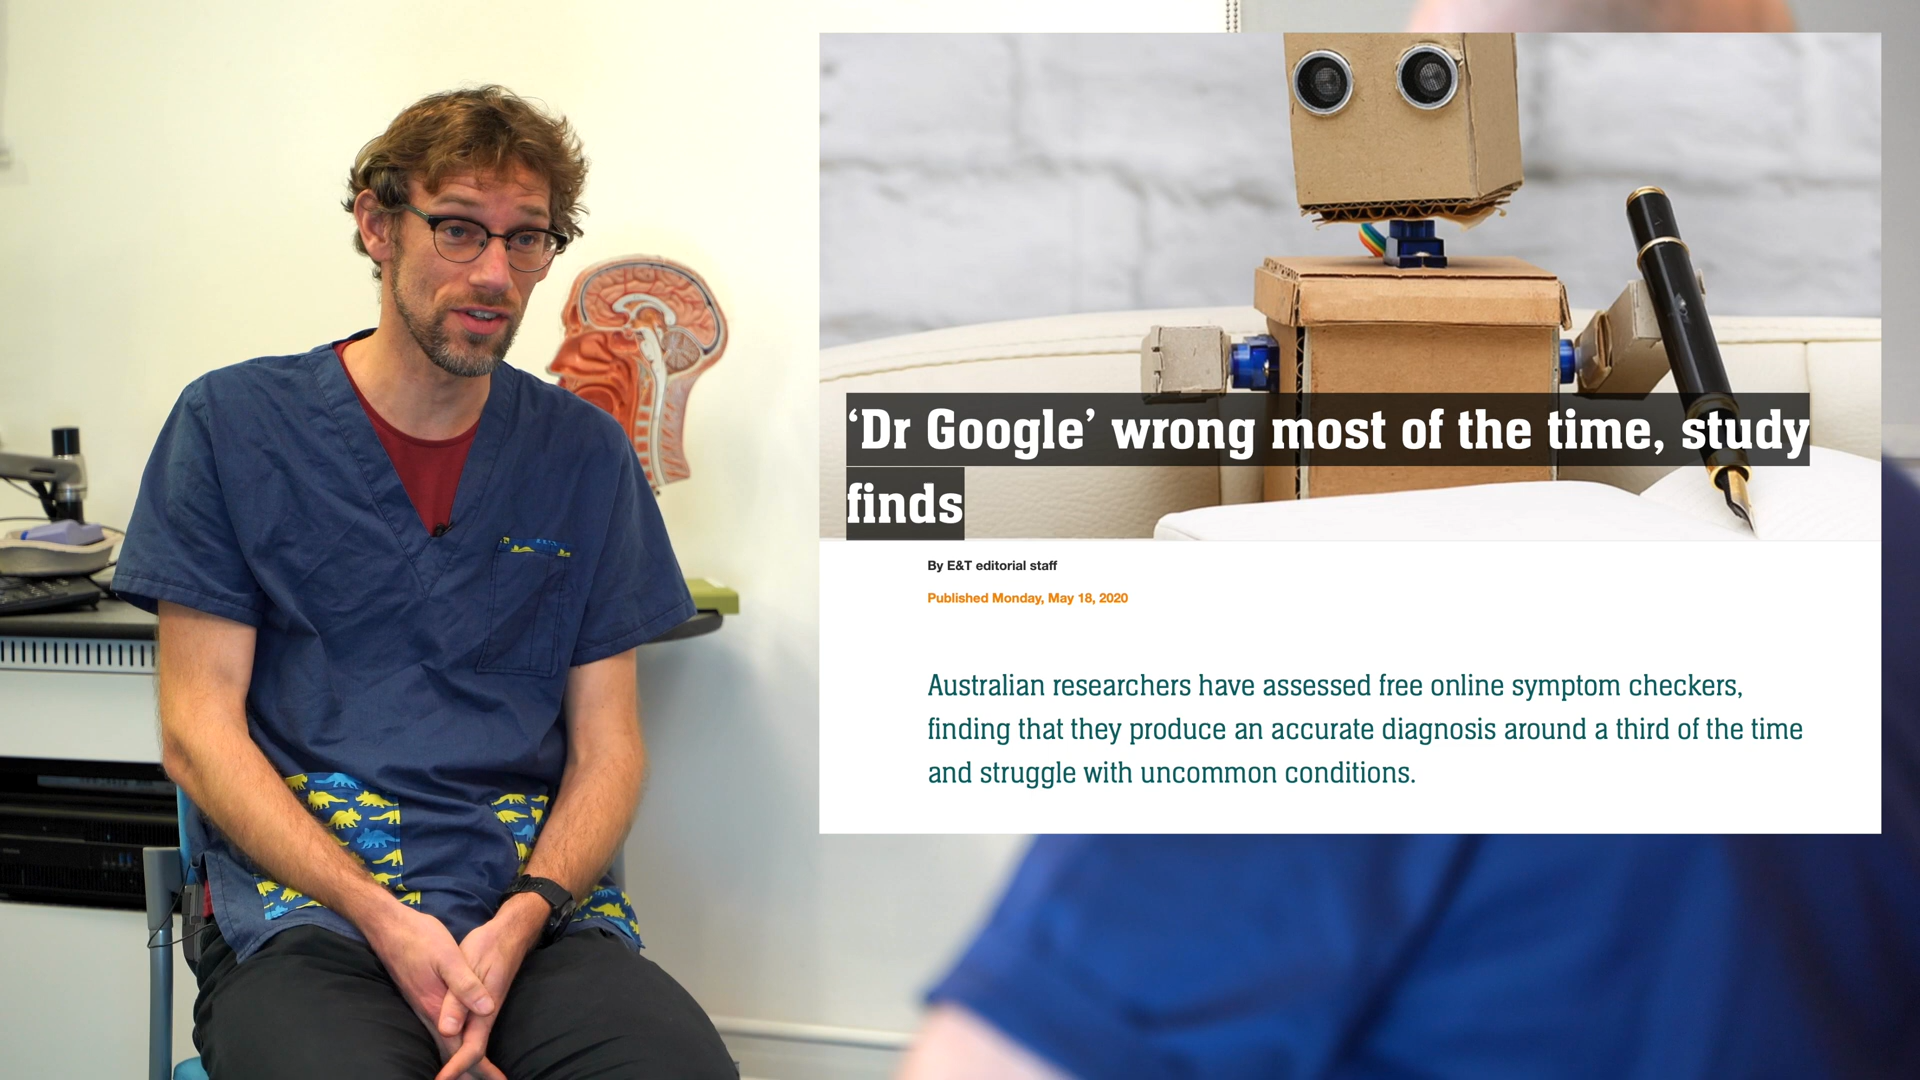 ‘Dr Google’ wrong most of the time, study
finds
By E&T editorial staff
Published Monday, May 18, 2020
Australian researchers have assessed free online symptom checkers,
finding that they produce an accurate diagnosis around a third of the time
and struggle with uncommon conditions.